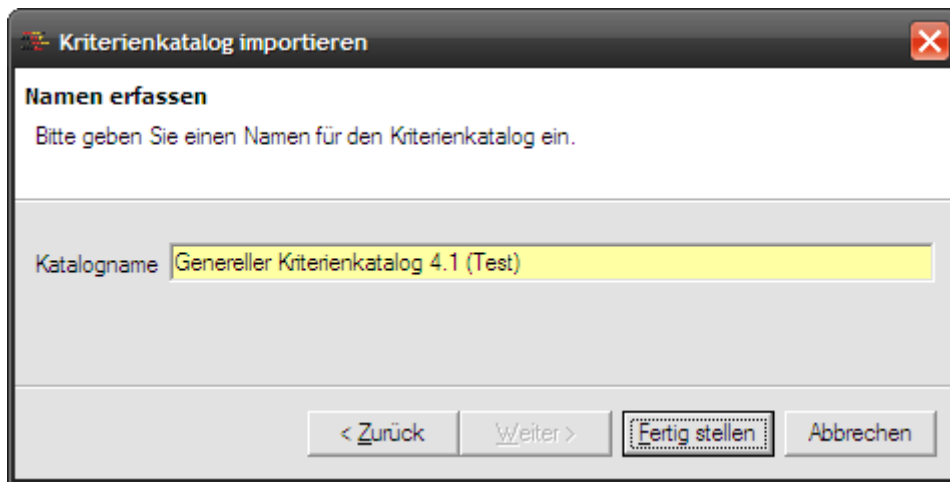 Kriterienkatalog importieren
Namen erfassen
Bitte geben Sie einen Namen für den Kriterienkatalog ein.
Katalogname Genereller Kriterienkatalog 4.1 (Test)
< Zurück Weiter > Fertig stellen Abbrechen